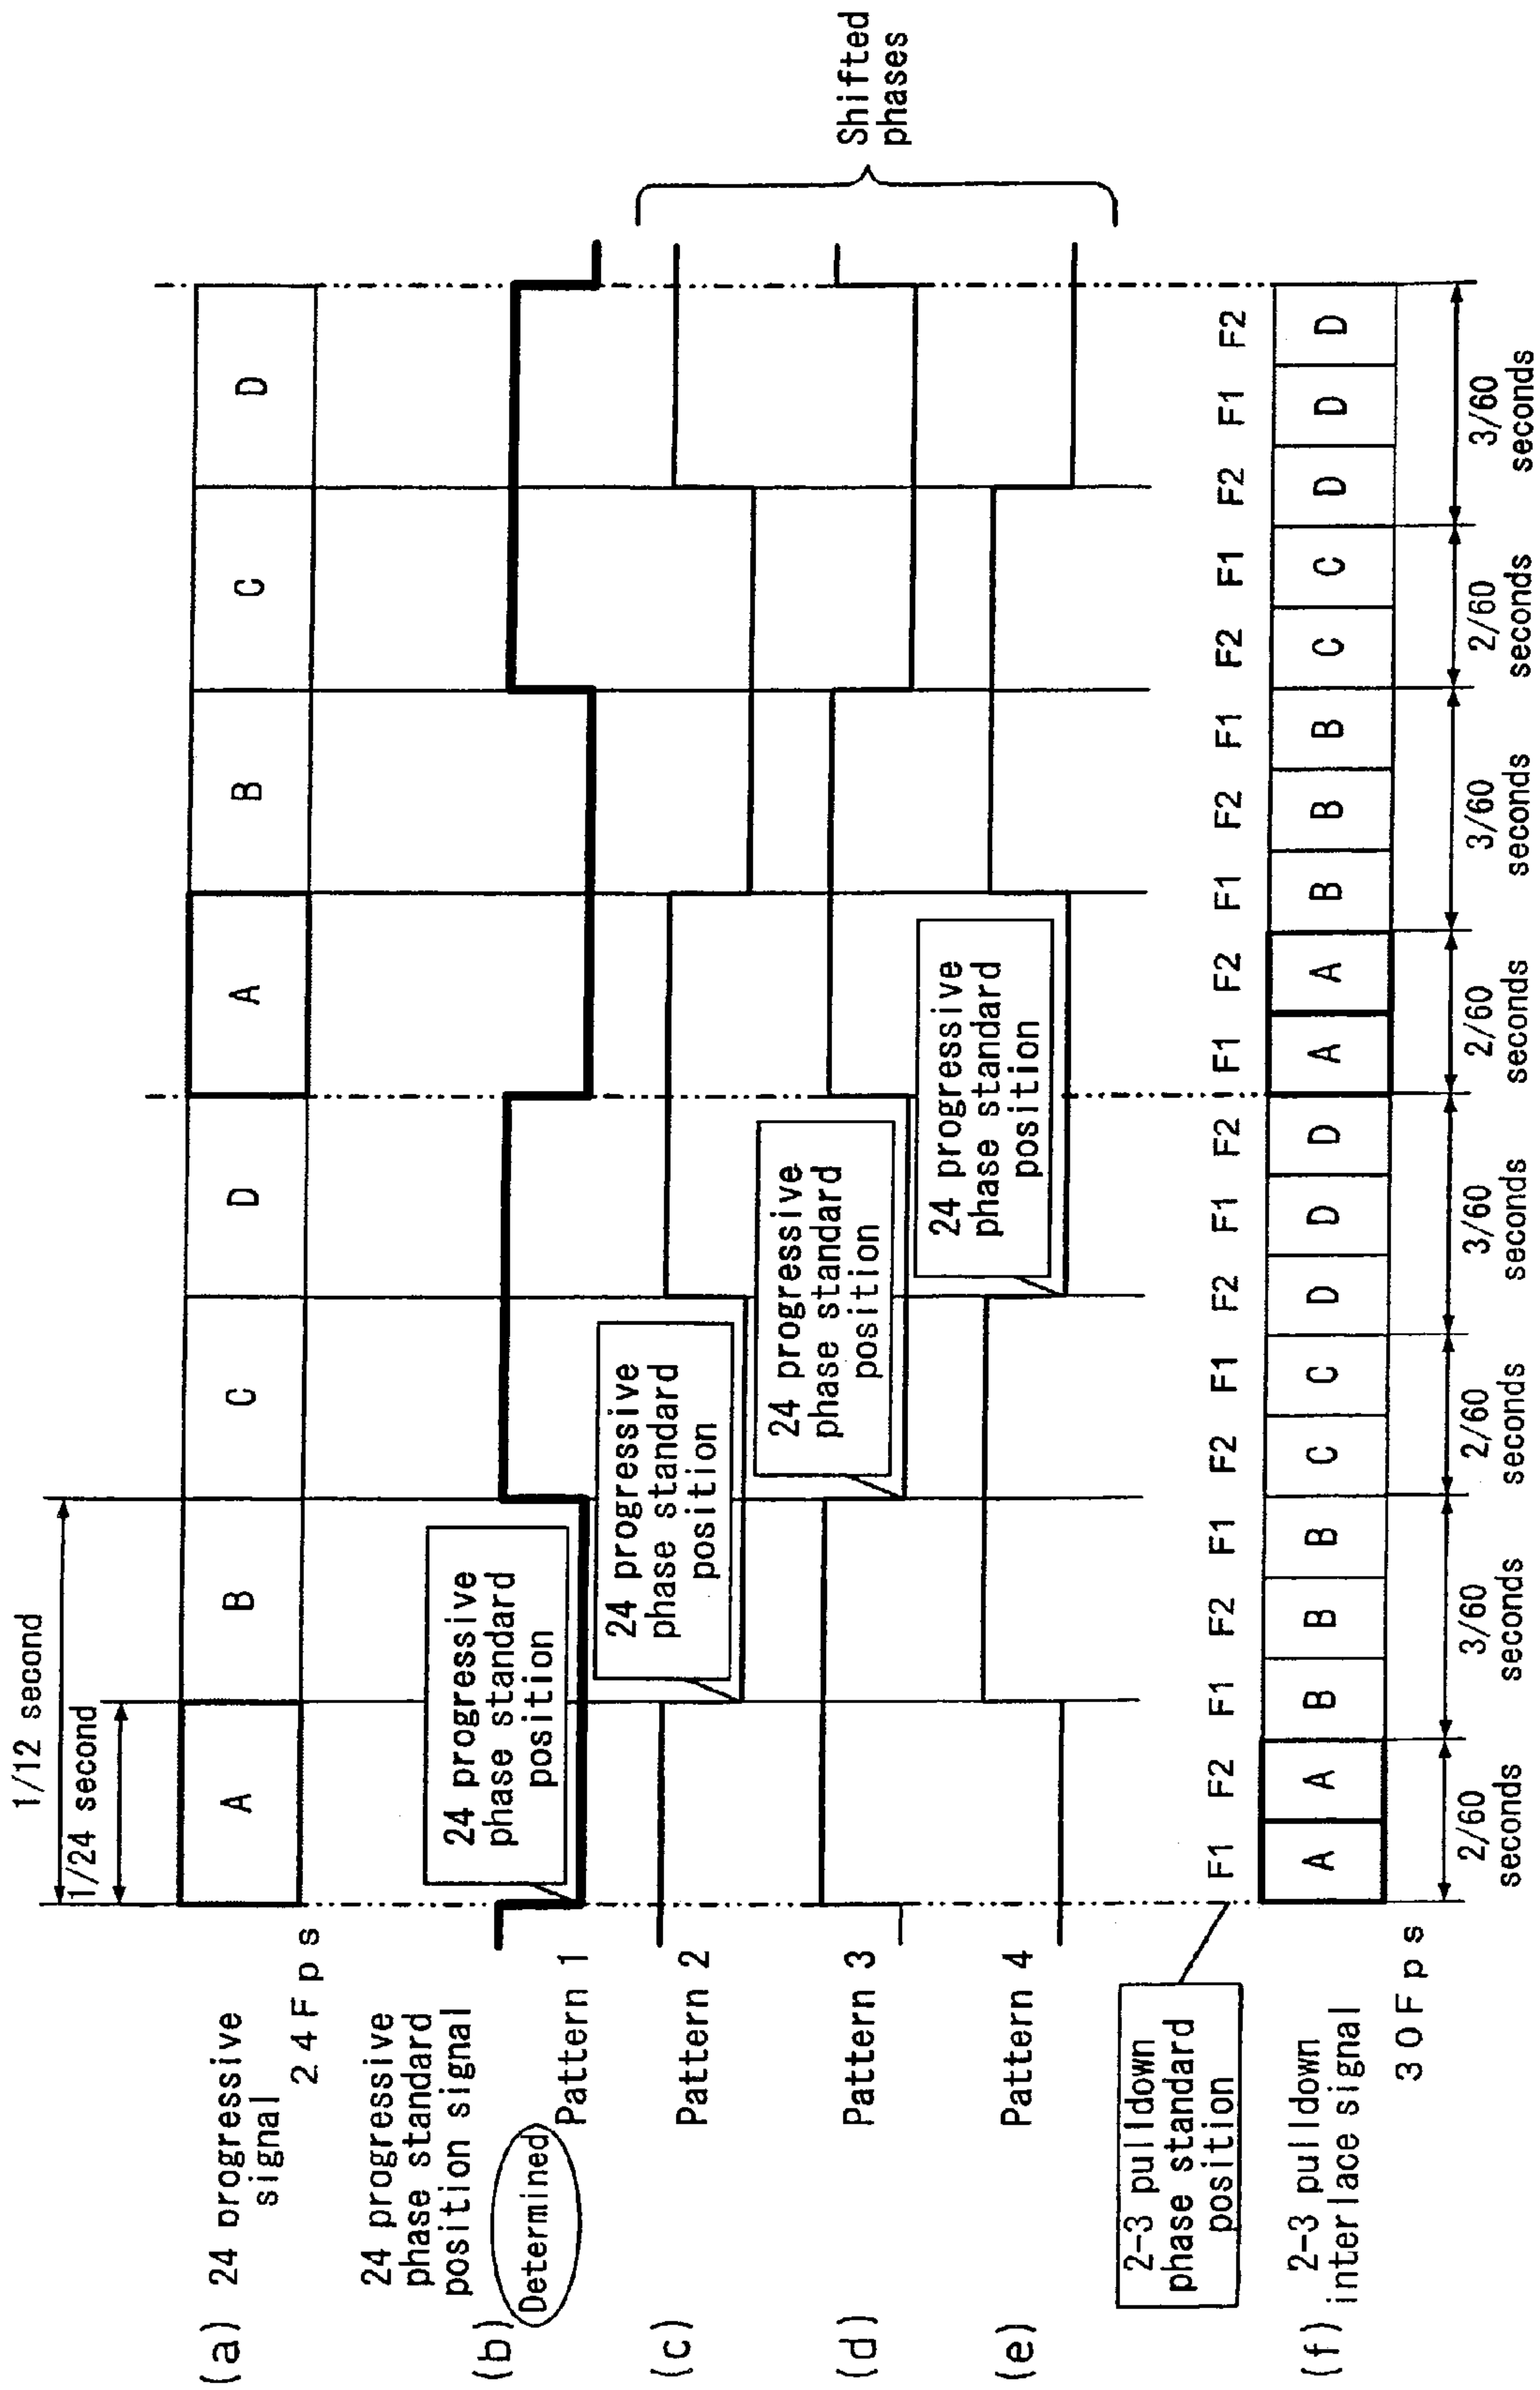 1/12 second
1/24 second
(a) 24 progressive
signal
24Fps
A B C D A B C D
24 progressive
phase standard
position signal
(b) Determined
Pattern 1
24 progressive
phase standard
position
(c) Pattern 2
24 progressive
phase standard
position
(d) Pattern 3
24 progressive
phase standard
position
(e) Pattern 4
24 progressive
phase standard
position
Shifted
phases
2-3 pulldown
phase standard
position
F1 F2 F1 F2 F1 F2 F1 F2 F1 F2 F1 F2 F1 F2 F1 F2 F1 F2 F1 F2
(f) 2-3 pulldown
interlace signal
A A B B B C C D D D A A B B B C C D D D
30Fps
2/60
seconds
3/60
seconds
2/60
seconds
3/60
seconds
2/60
seconds
3/60
seconds
2/60
seconds
3/60
seconds